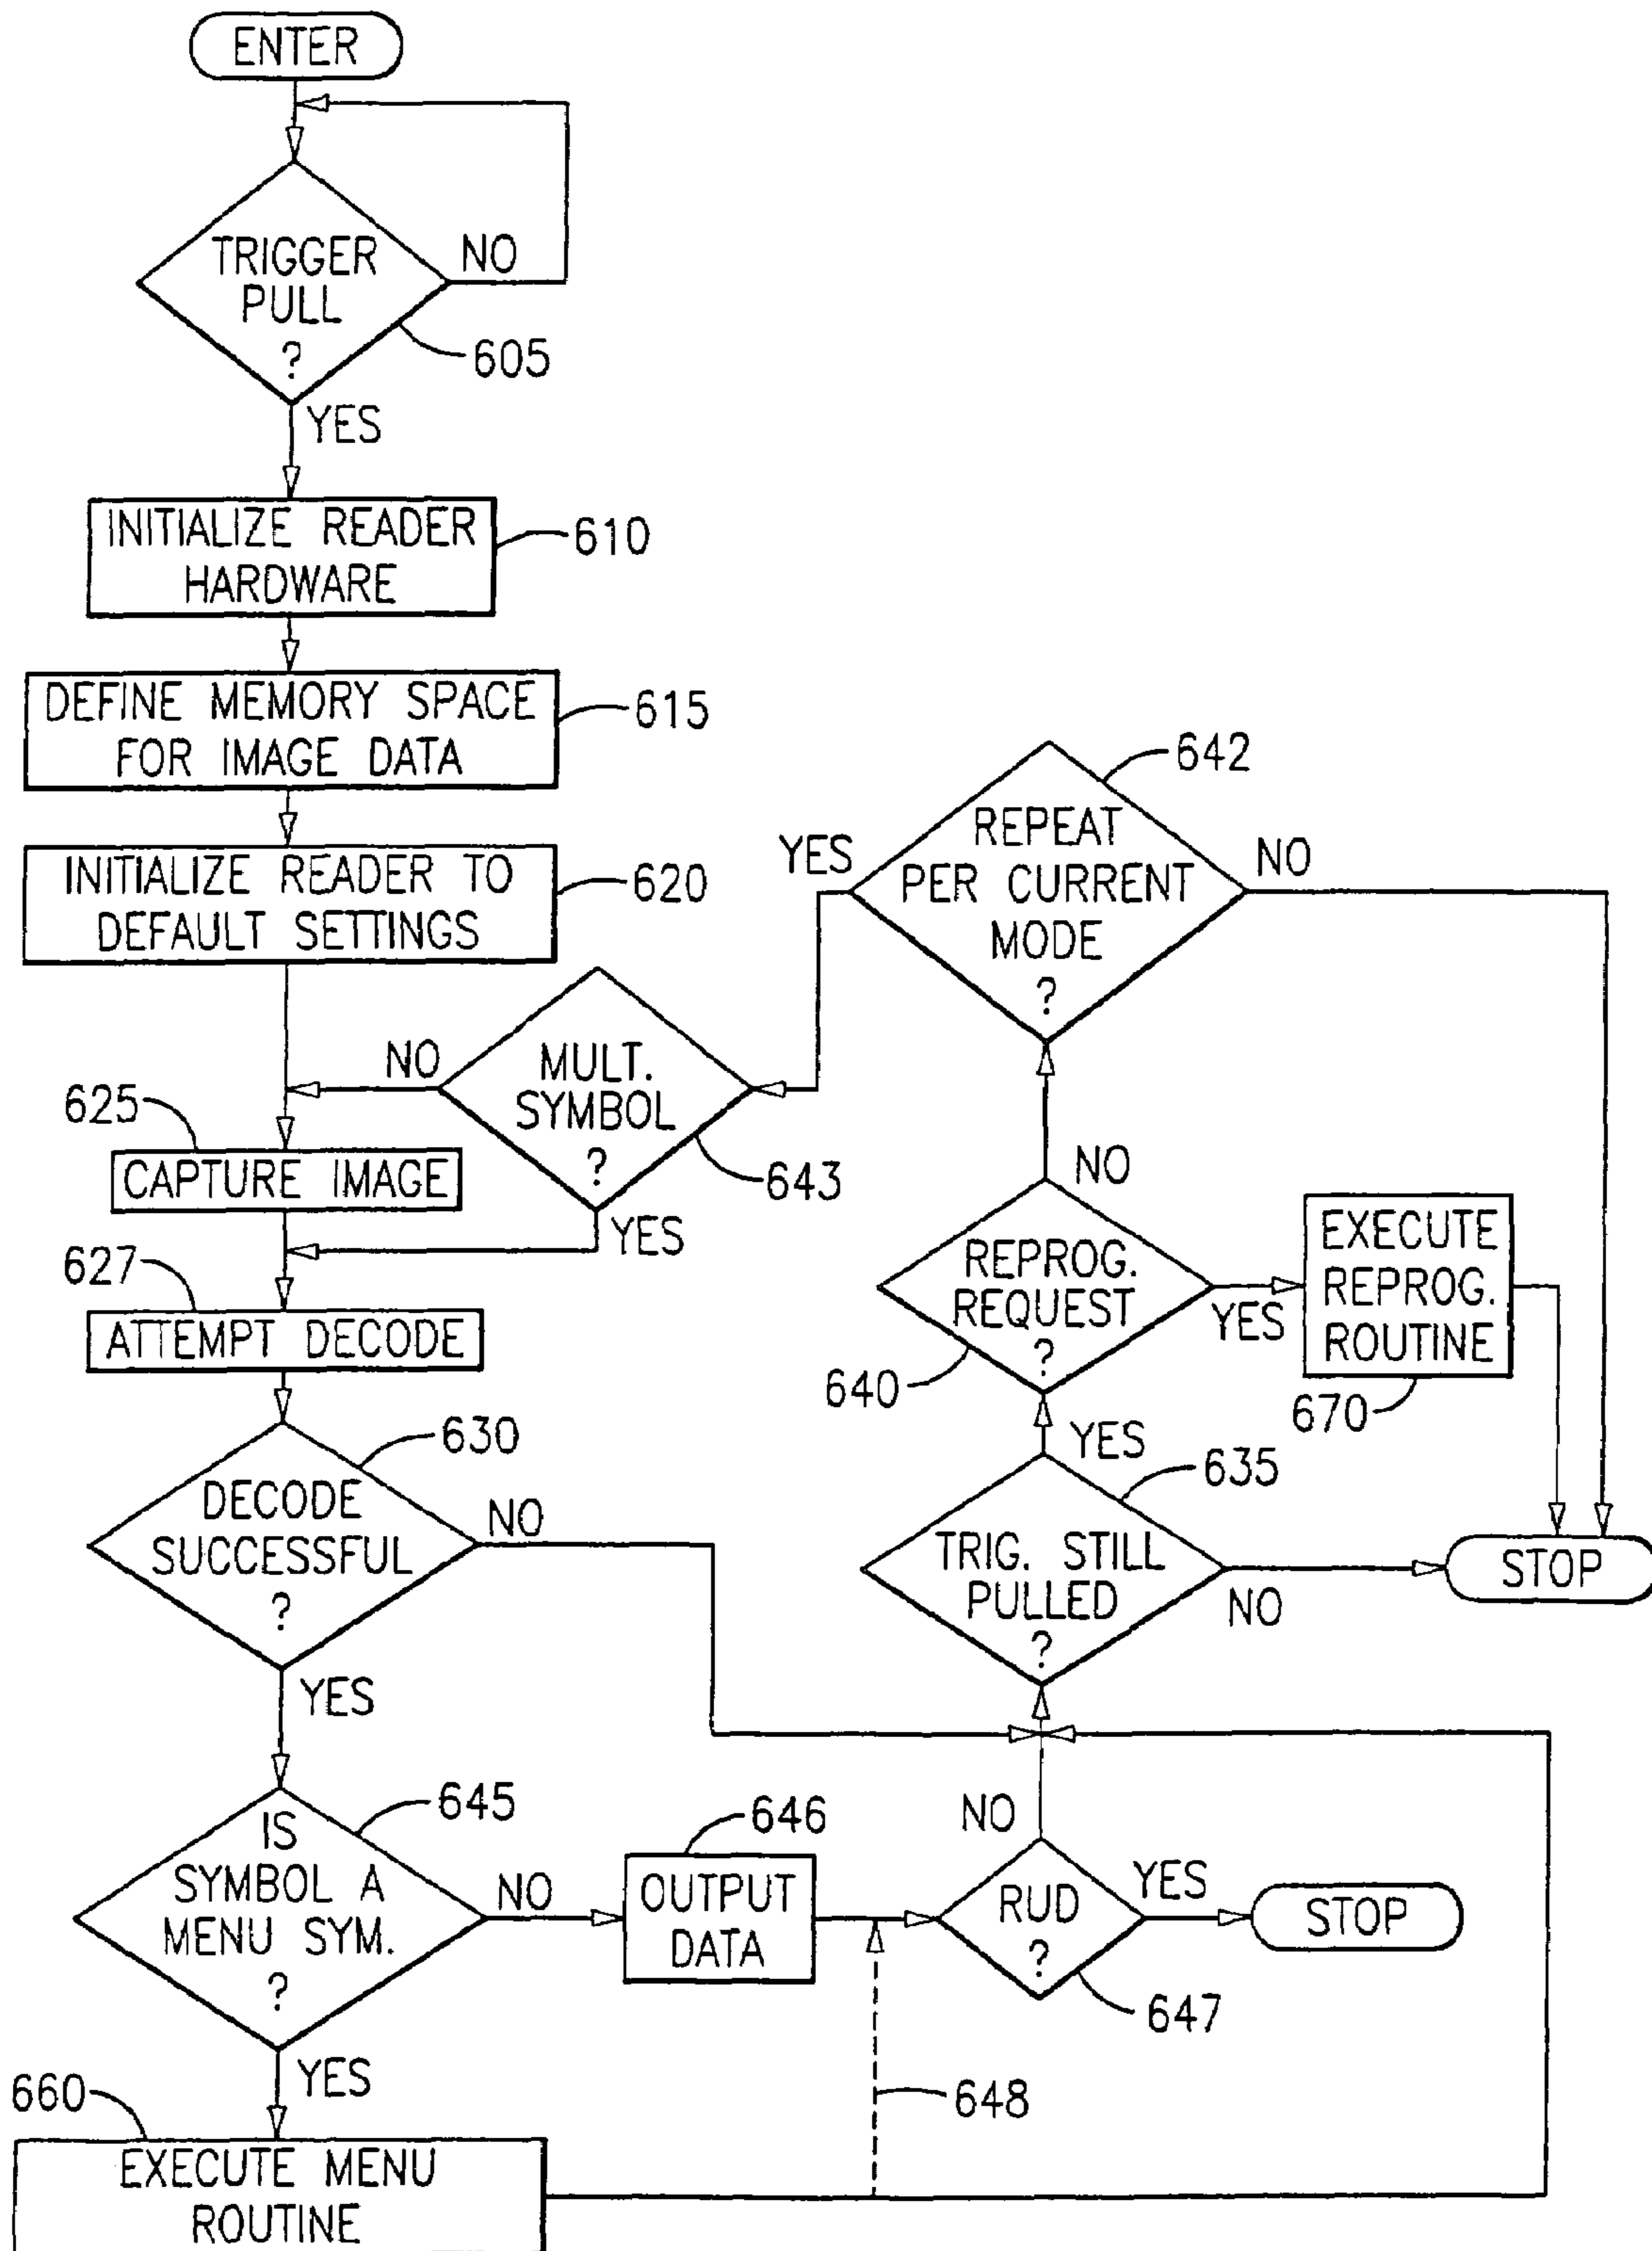 ENTER
TRIGGER
PULL
?
NO
605
YES
INITIALIZE READER
HARDWARE
610
DEFINE MEMORY SPACE
FOR IMAGE DATA
615
INITIALIZE READER TO
DEFAULT SETTINGS
620
642
REPEAT
PER CURRENT
MODE
?
YES
NO
MULT.
SYMBOL
?
NO
643
YES
625
CAPTURE IMAGE
627
ATTEMPT DECODE
NO
REPROG.
REQUEST
?
640
YES
EXECUTE
REPROG.
ROUTINE
670
YES
630
DECODE
SUCCESSFUL
?
NO
YES
635
TRIG. STILL
PULLED
?
NO
STOP
645
IS
SYMBOL A
MENU SYM.
?
NO
646
OUTPUT
DATA
NO
RUD
?
YES
STOP
647
YES
648
660
EXECUTE MENU
ROUTINE